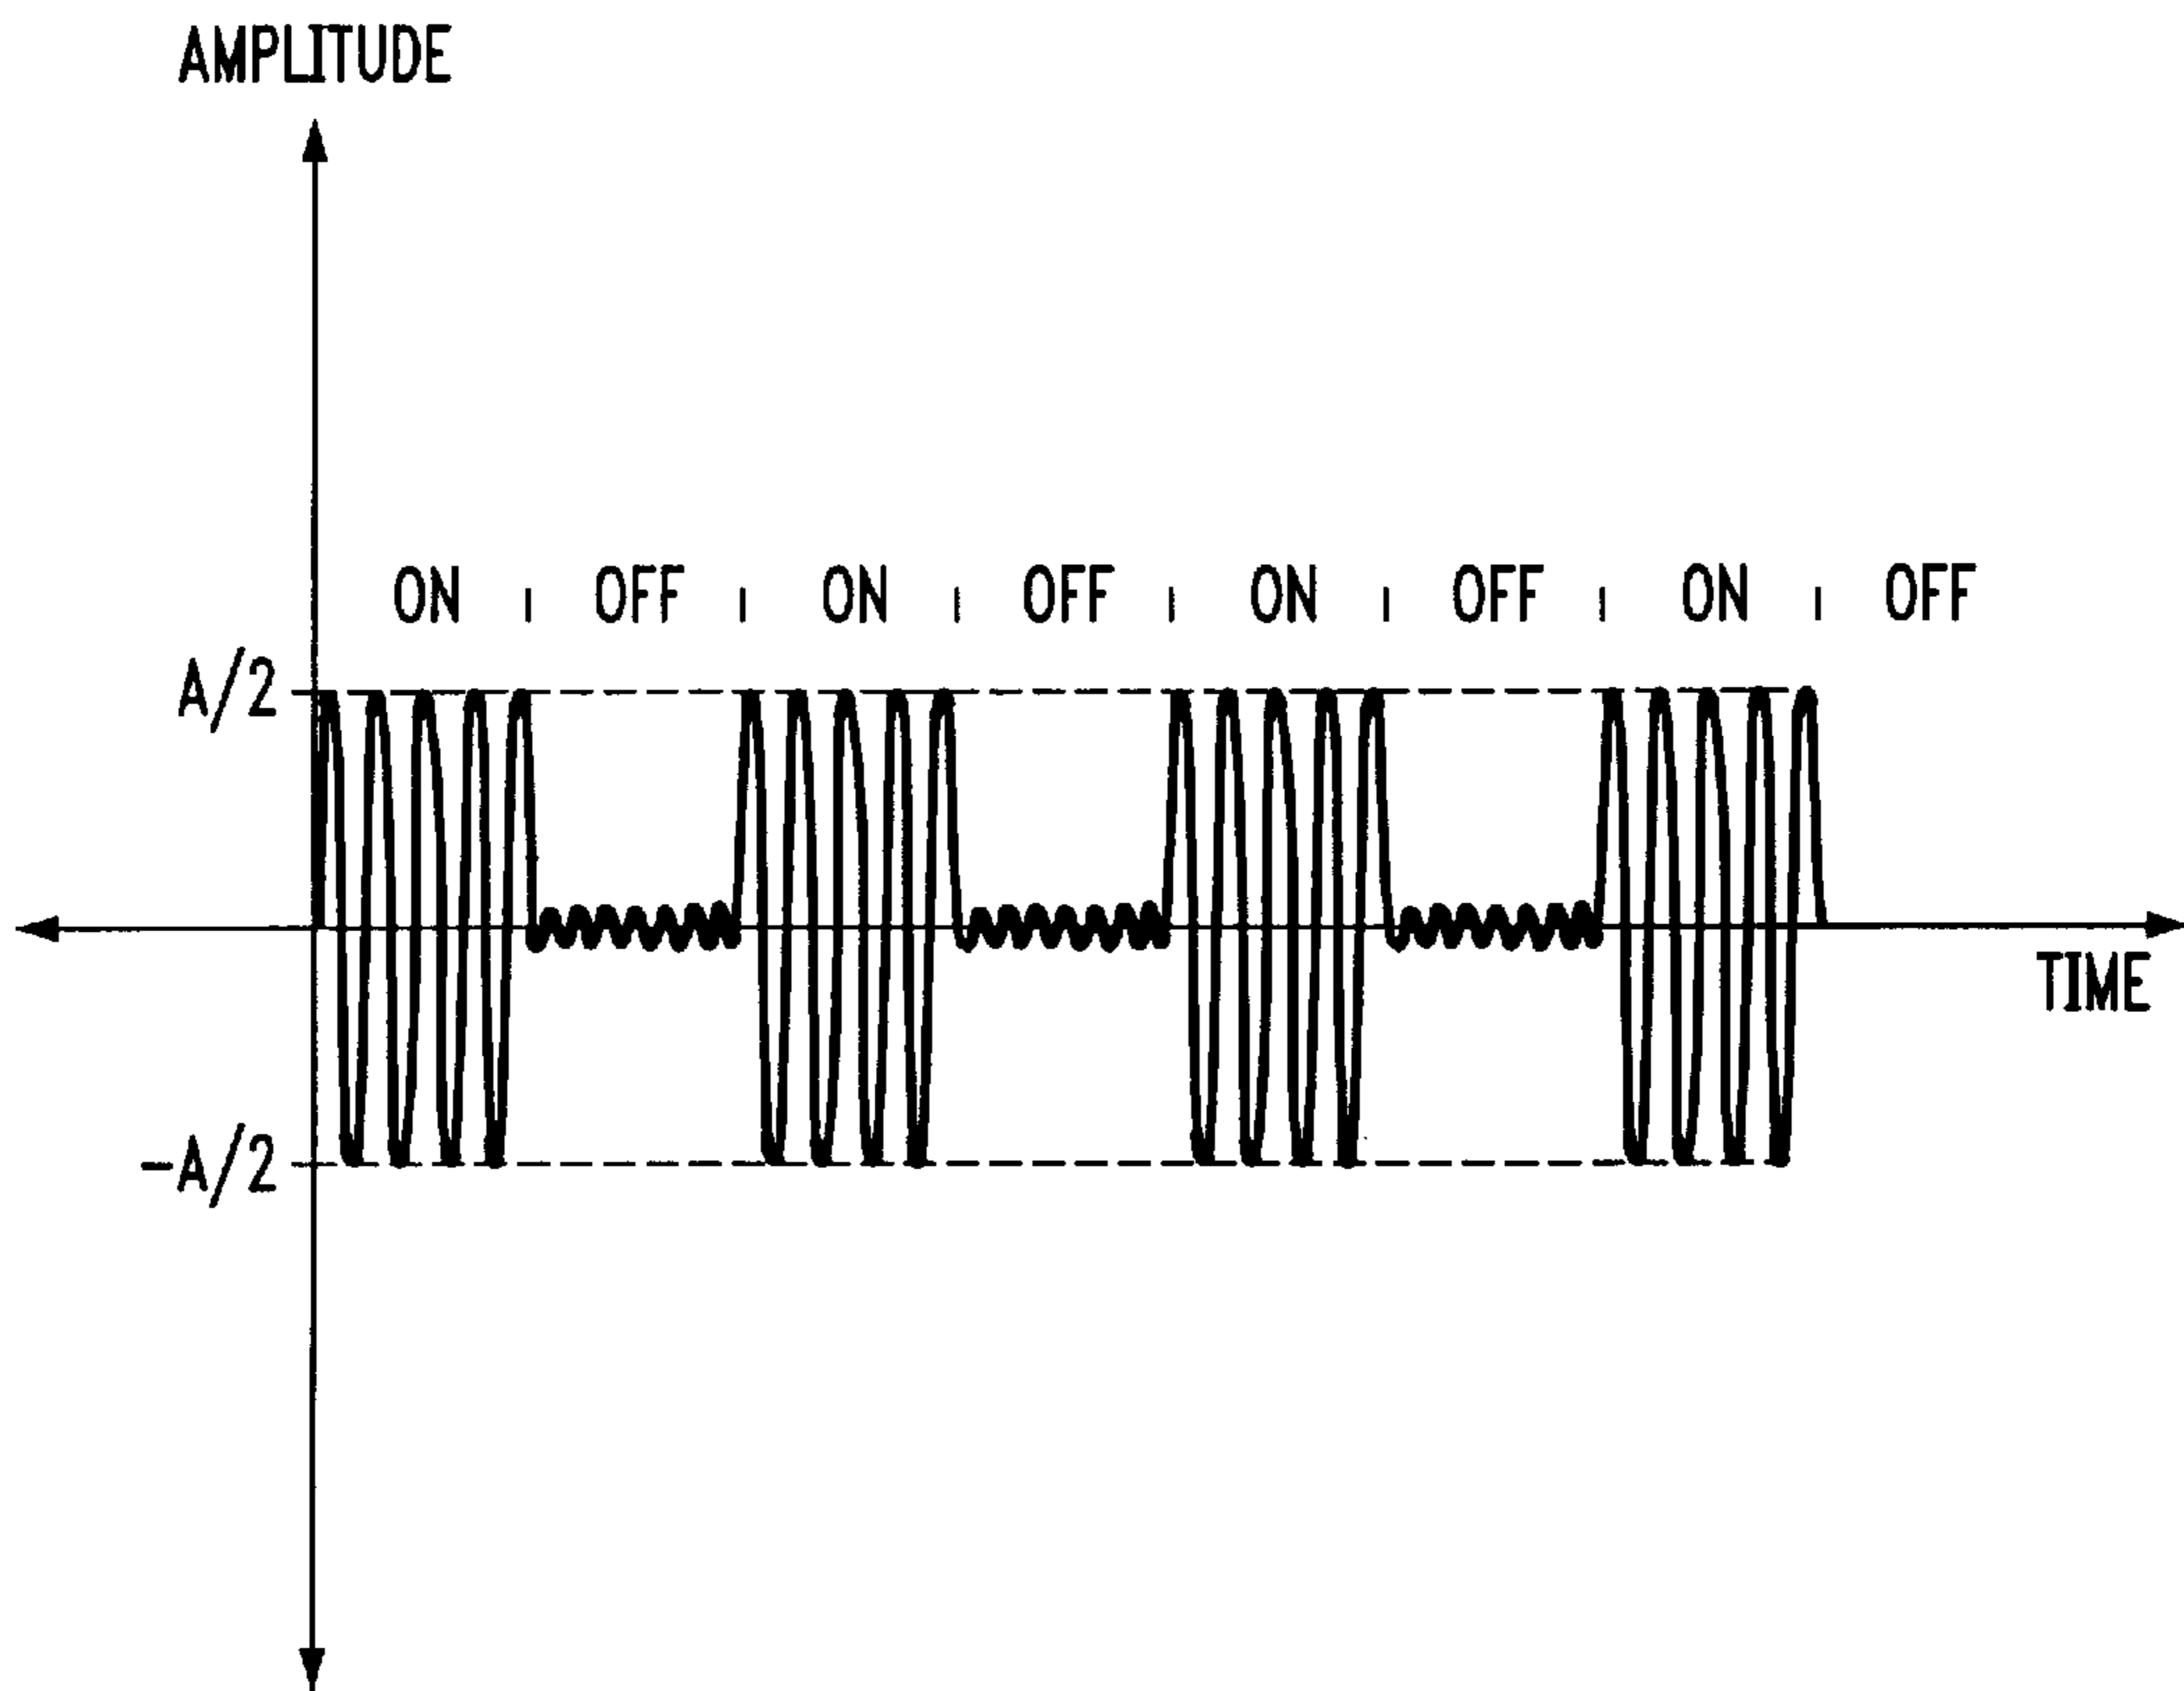 AMPLITUDE
ON OFF ON OFF ON OFF ON OFF
A/2
TIME
-A/2